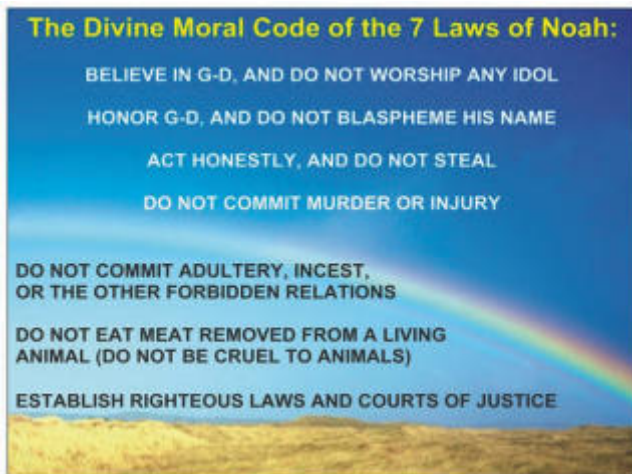 The Divine Moral Code of the 7 Laws of Noah:
BELIEVE IN G-D, AND DO NOT WORSHIP ANY IDOL
HONOR G-D, AND DO NOT BLASPHEME HIS NAME
ACT HONESTLY, AND DO NOT STEAL
DO NOT COMMIT MURDER OR INJURY
DO NOT COMMIT ADULTERY, INCEST,
OR THE OTHER FORBIDDEN RELATIONS
DO NOT EAT MEAT REMOVED FROM A LIVING
ANIMAL (DO NOT BE CRUEL TO ANIMALS)
ESTABLISH RIGHTEOUS LAWS AND COURTS OF JUSTICE